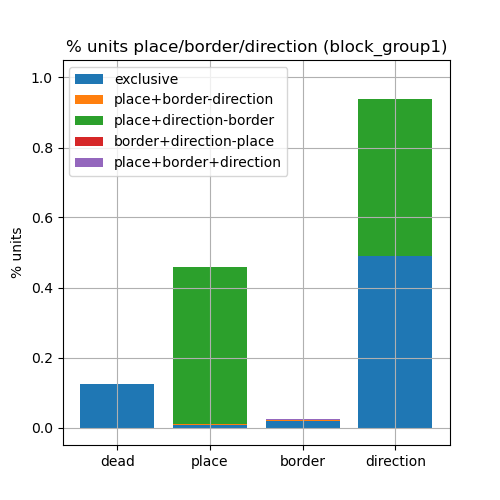 % units place/border/direction (block_group1)
exclusive
place+border-direction
place+direction-border
border+direction-place
place+border+direction
% units
1.0
0.8
0.6
0.4
0.2
0.0
dead place border direction